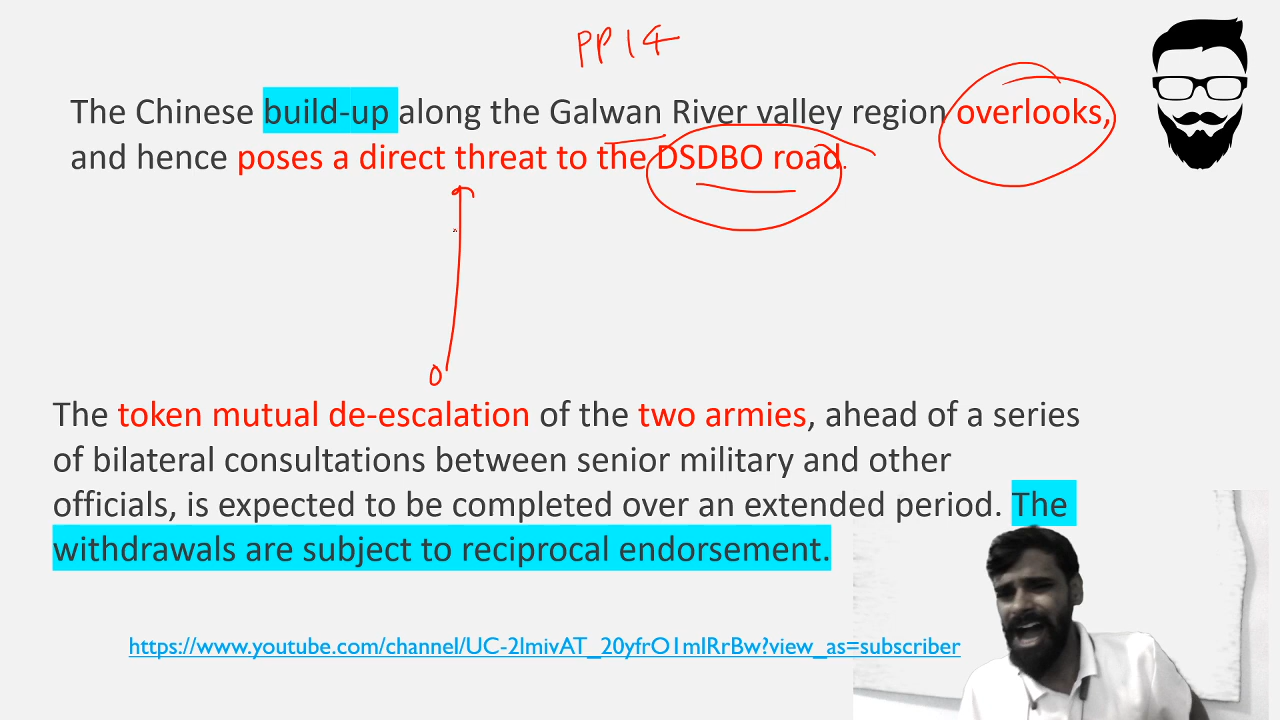 PP14
The Chinese build-up along the Galwan River valley region overlooks,
and hence poses a direct threat to the DSDBO road.
The token mutual de-escalation of the two armies, ahead of a series
of bilateral consultations between senior military and other
officials, is expected to be completed over an extended period. The
withdrawals are subject to reciprocal endorsement.
https://www.youtube.com/channel/UC-2lmivAT_20yfrO1mIRrBw?view_as=subscriber